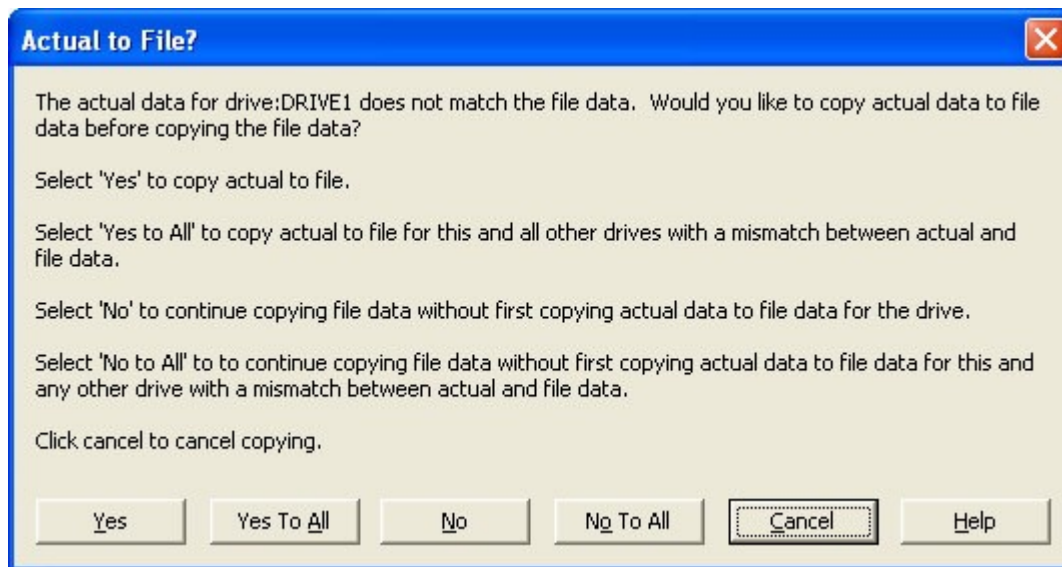 Actual to File?
The actual data for drive:DRIVE1 does not match the file data.  Would you like to copy actual data to file
data before copying the file data?
Select 'Yes' to copy actual to file.
Select 'Yes to All' to copy actual to file for this and all other drives with a mismatch between actual and
file data.
Select 'No' to continue copying file data without first copying actual data to file data for the drive.
Select 'No to All' to to continue copying file data without first copying actual data to file data for this and
any other drive with a mismatch between actual and file data.
Click cancel to cancel copying.
Yes Yes To All No No To All Cancel Help